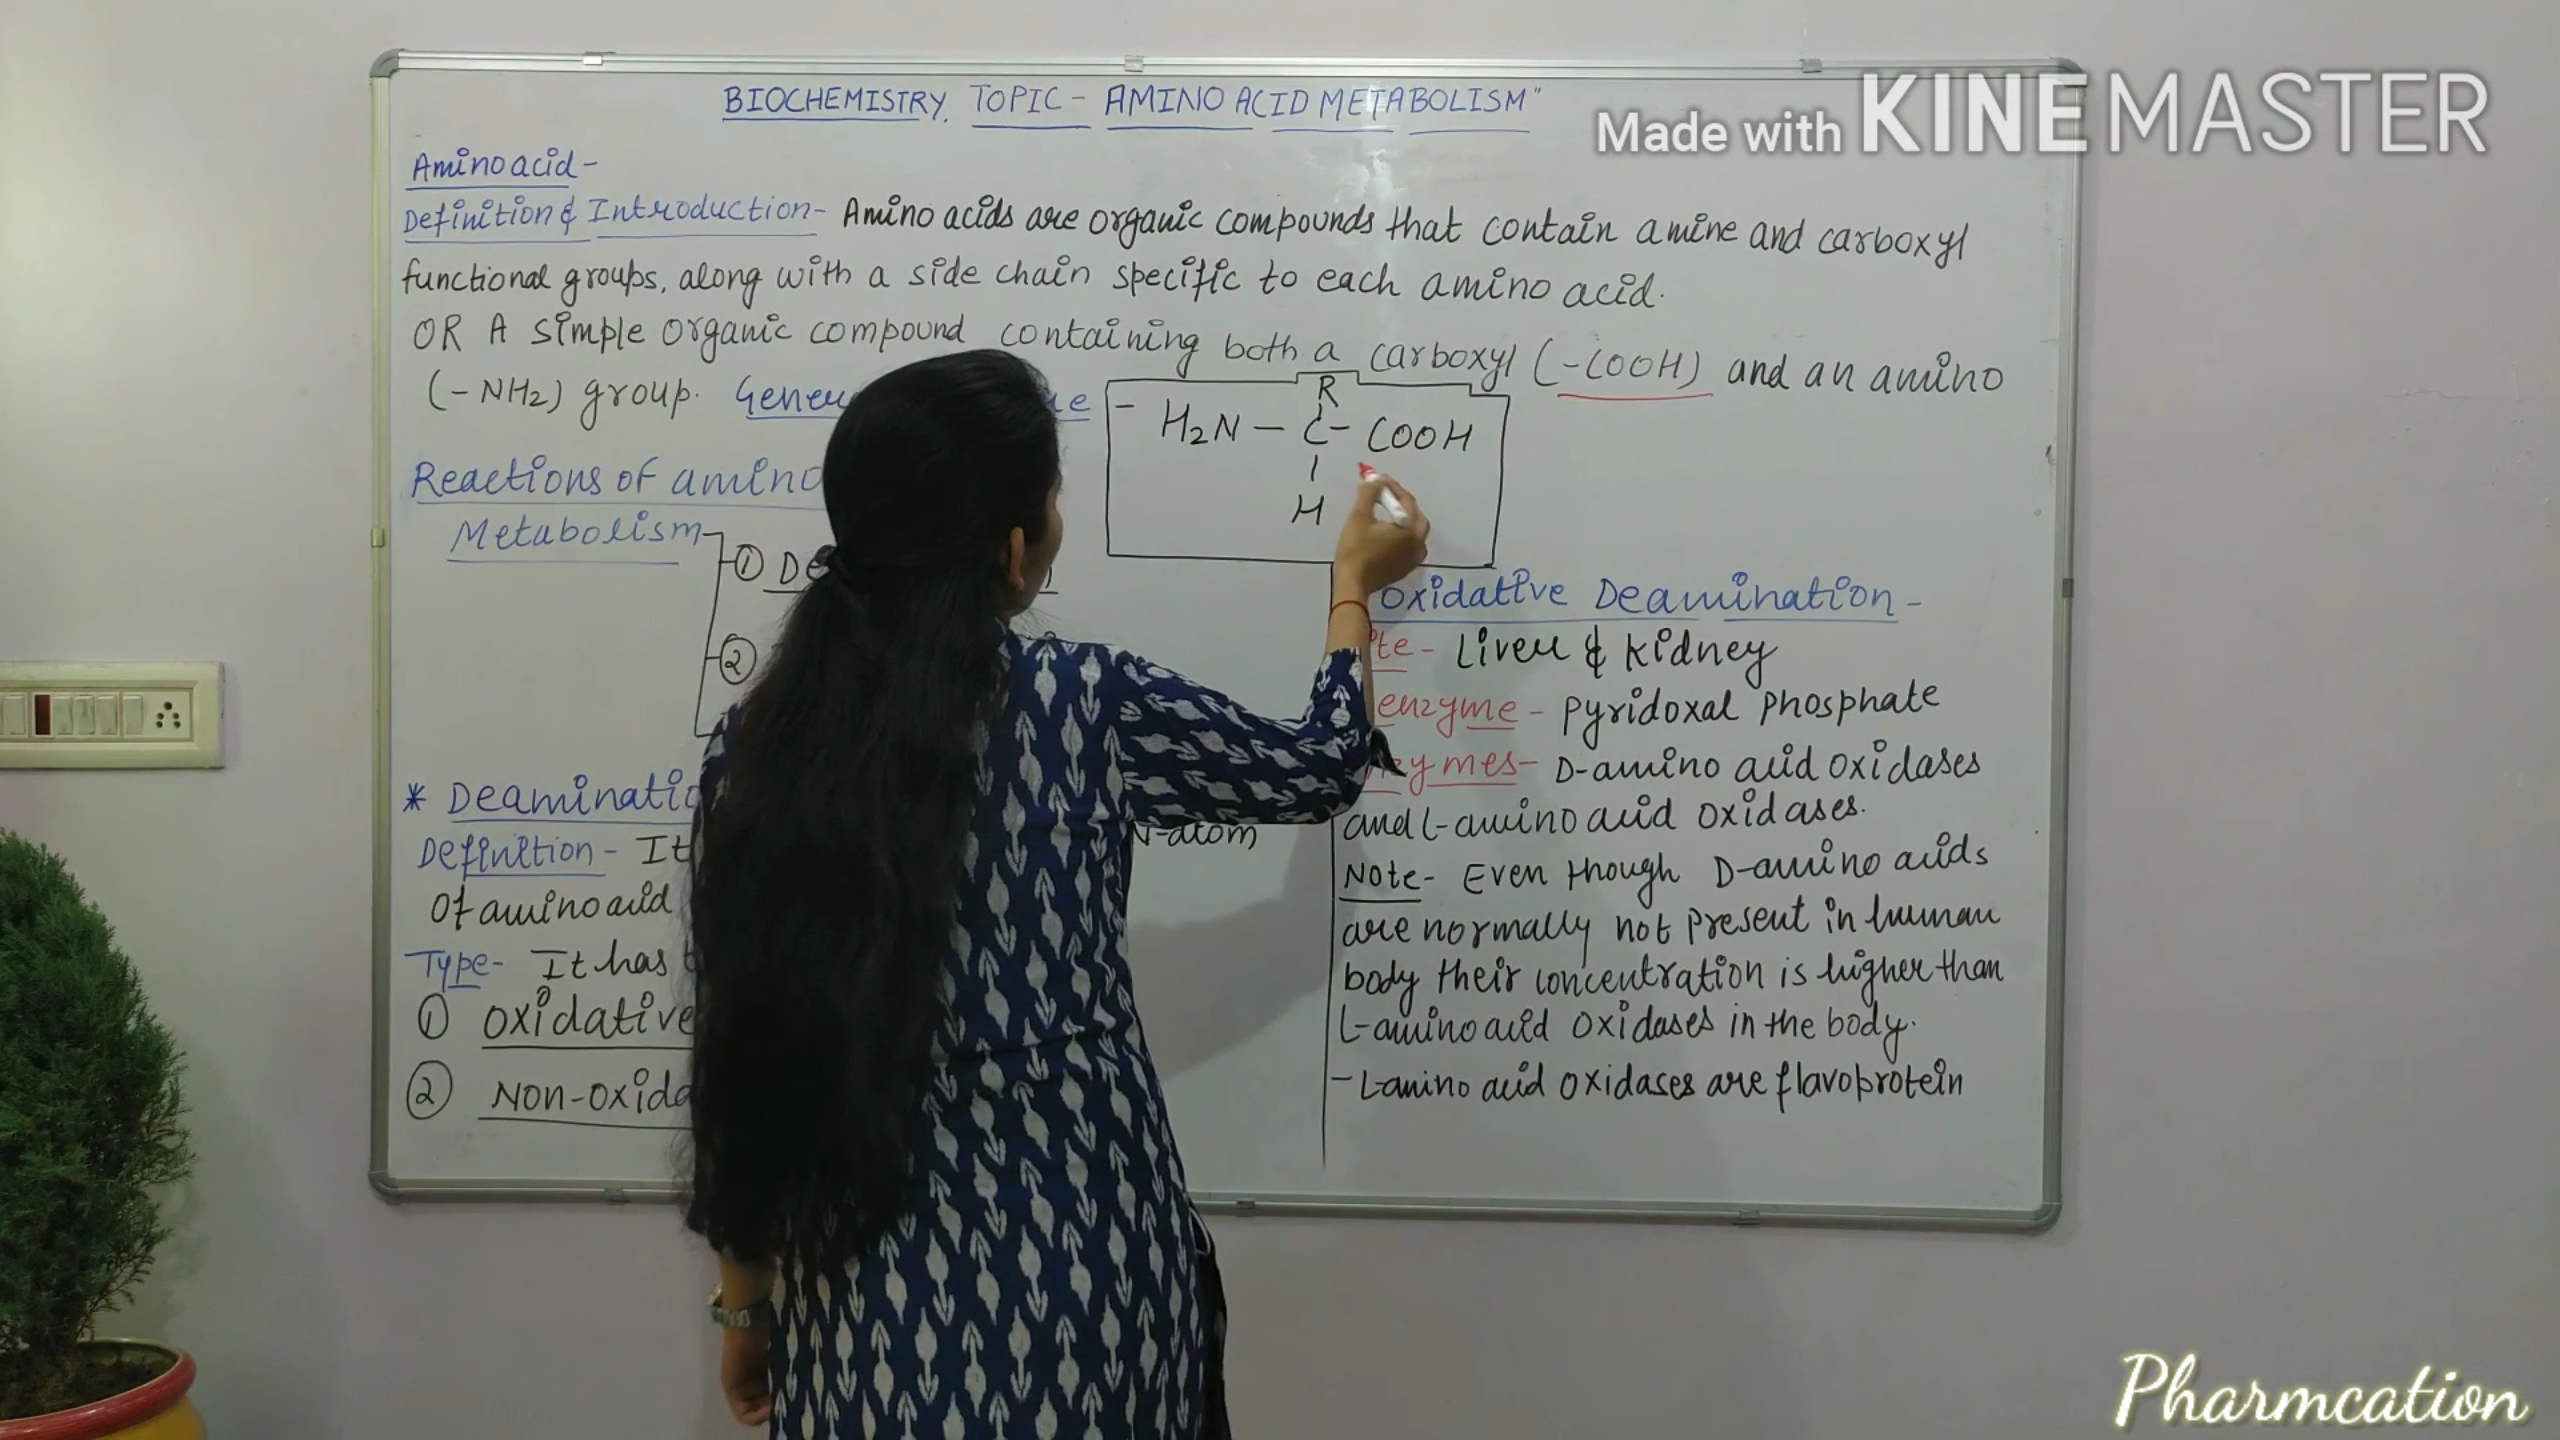 BIOCHEMISTRY. TOPIC - AMINO ACID METABOLISM"
Made with KINEMASTER
Amino acid -
Definition & Introduction - Amino acids are organic compounds that contain amine and carboxyl
functional groups, along with a side chain specific to each amino acid.
OR A simple organic compound containing both a carboxyl (-COOH) and an amino
(-NH2) group.
R
H2N - C - COOH
H
Reactions of amino
Metabolism
①
②
* 
Definition - It
N-atom
Of amino acid
Type - It has
① Oxidative
②
Oxidative Deamination -
- Liver & Kidney
- Pyridoxal Phosphate
- D-amino acid oxidases
and L-amino acid oxidases.
Note - Even though D-amino acids
are normally not present in human
body their concentration is higher than
L-amino acid oxidases in the body.
- L-amino acid oxidases are flavoprotein
Pharmcation